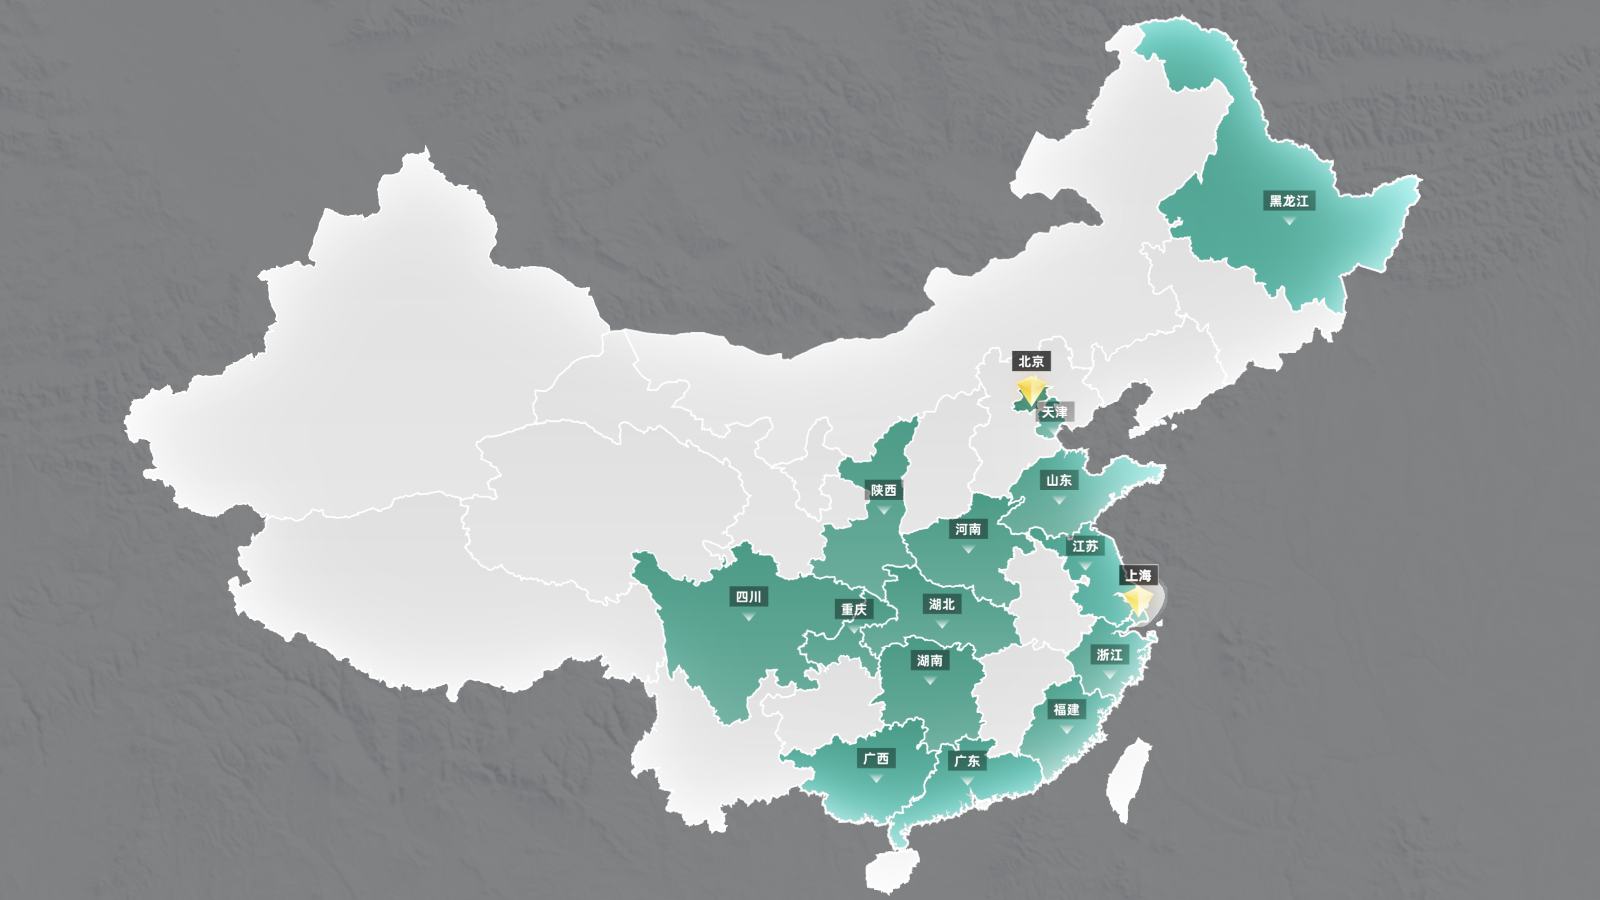 黑龙江
北京
天津
山东
陕西
河南
江苏
上海
四川
重庆
湖北
浙江
湖南
福建
广西
广东